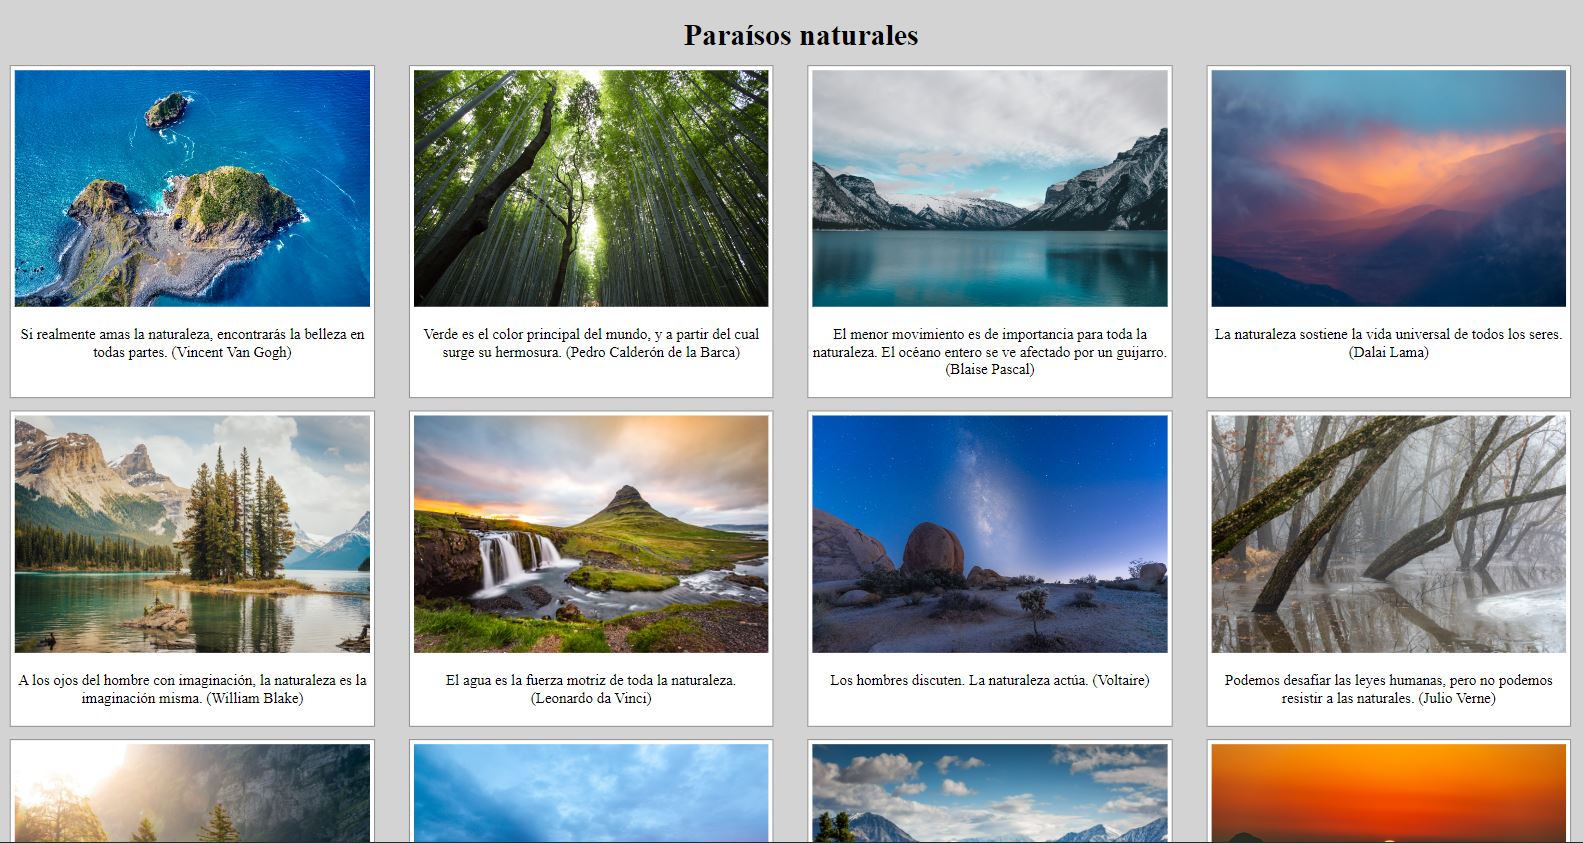 Paraísos naturales
Si realmente amas la naturaleza, encontrarás la belleza en
todas partes. (Vincent Van Gogh)
Verde es el color principal del mundo, y a partir del cual
surge su hermosura. (Pedro Calderón de la Barca)
El menor movimiento es de importancia para toda la
naturaleza. El océano entero se ve afectado por un guijarro.
(Blaise Pascal)
La naturaleza sostiene la vida universal de todos los seres.
(Dalai Lama)
A los ojos del hombre con imaginación, la naturaleza es la
imaginación misma. (William Blake)
El agua es la fuerza motriz de toda la naturaleza.
(Leonardo da Vinci)
Los hombres discuten. La naturaleza actúa. (Voltaire)
Podemos desafiar las leyes humanas, pero no podemos
resistir a las naturales. (Julio Verne)